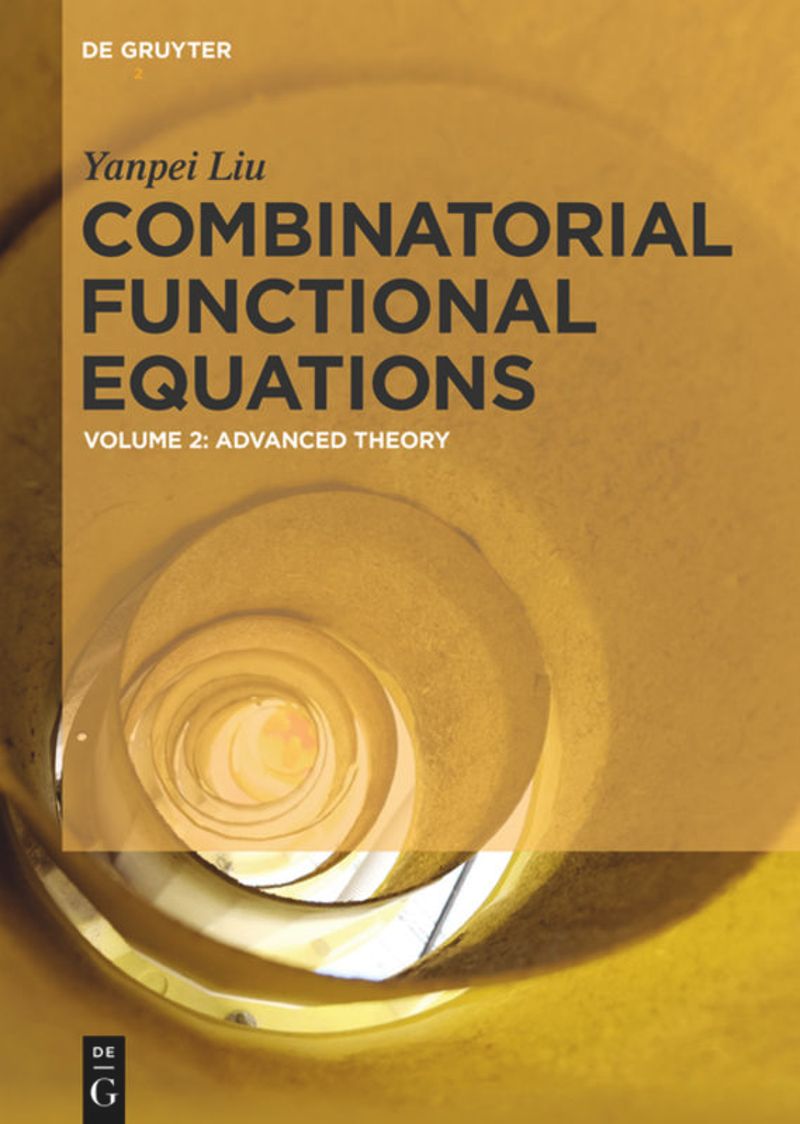 DE GRUYTER
2
Yanpei Liu
COMBINATORIAL
FUNCTIONAL
EQUATIONS
VOLUME 2: ADVANCED THEORY
DE
G